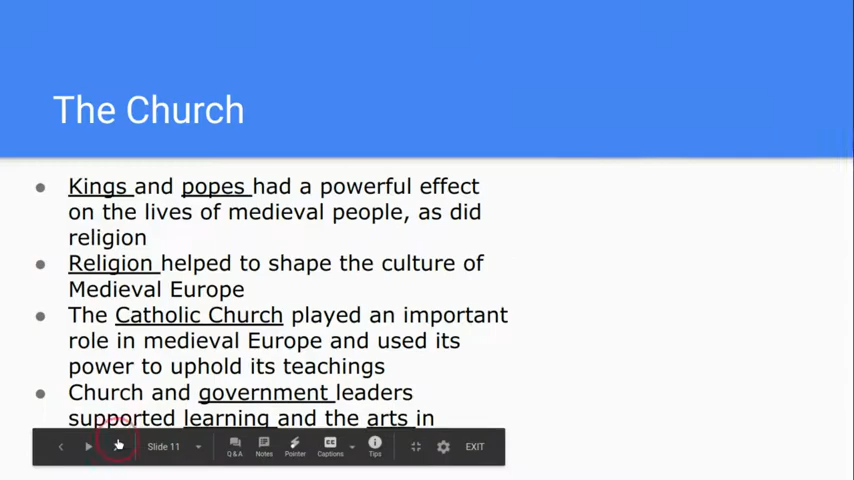 The Church
Kings and popes had a powerful effect
on the lives of medieval people, as did
religion
Religion helped to shape the culture of
Medieval Europe
The Catholic Church played an important
role in medieval Europe and used its
power to uphold its teachings
Church and government leaders
supported learning and the arts in
Slide 11
Q & A
Notes
Pointer
CC
Captions
Tips
EXIT